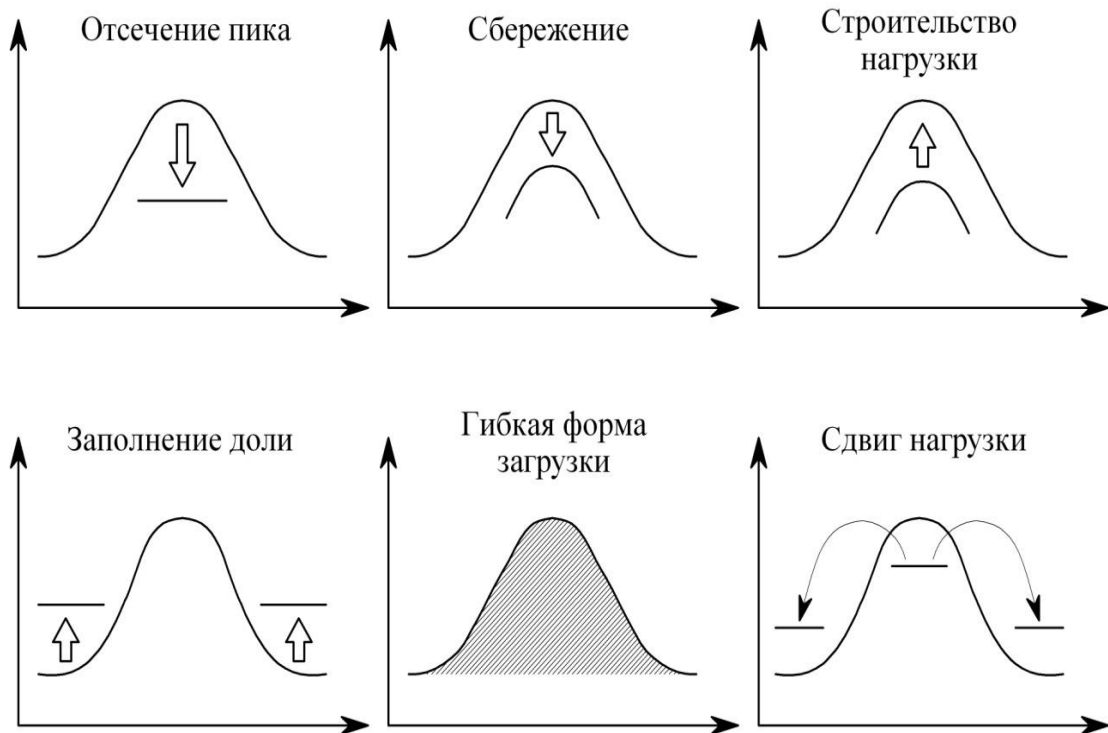 Отсечение пика
Сбережение
Строительство
нагрузки
Заполнение доли
Гибкая форма
загрузки
Сдвиг нагрузки